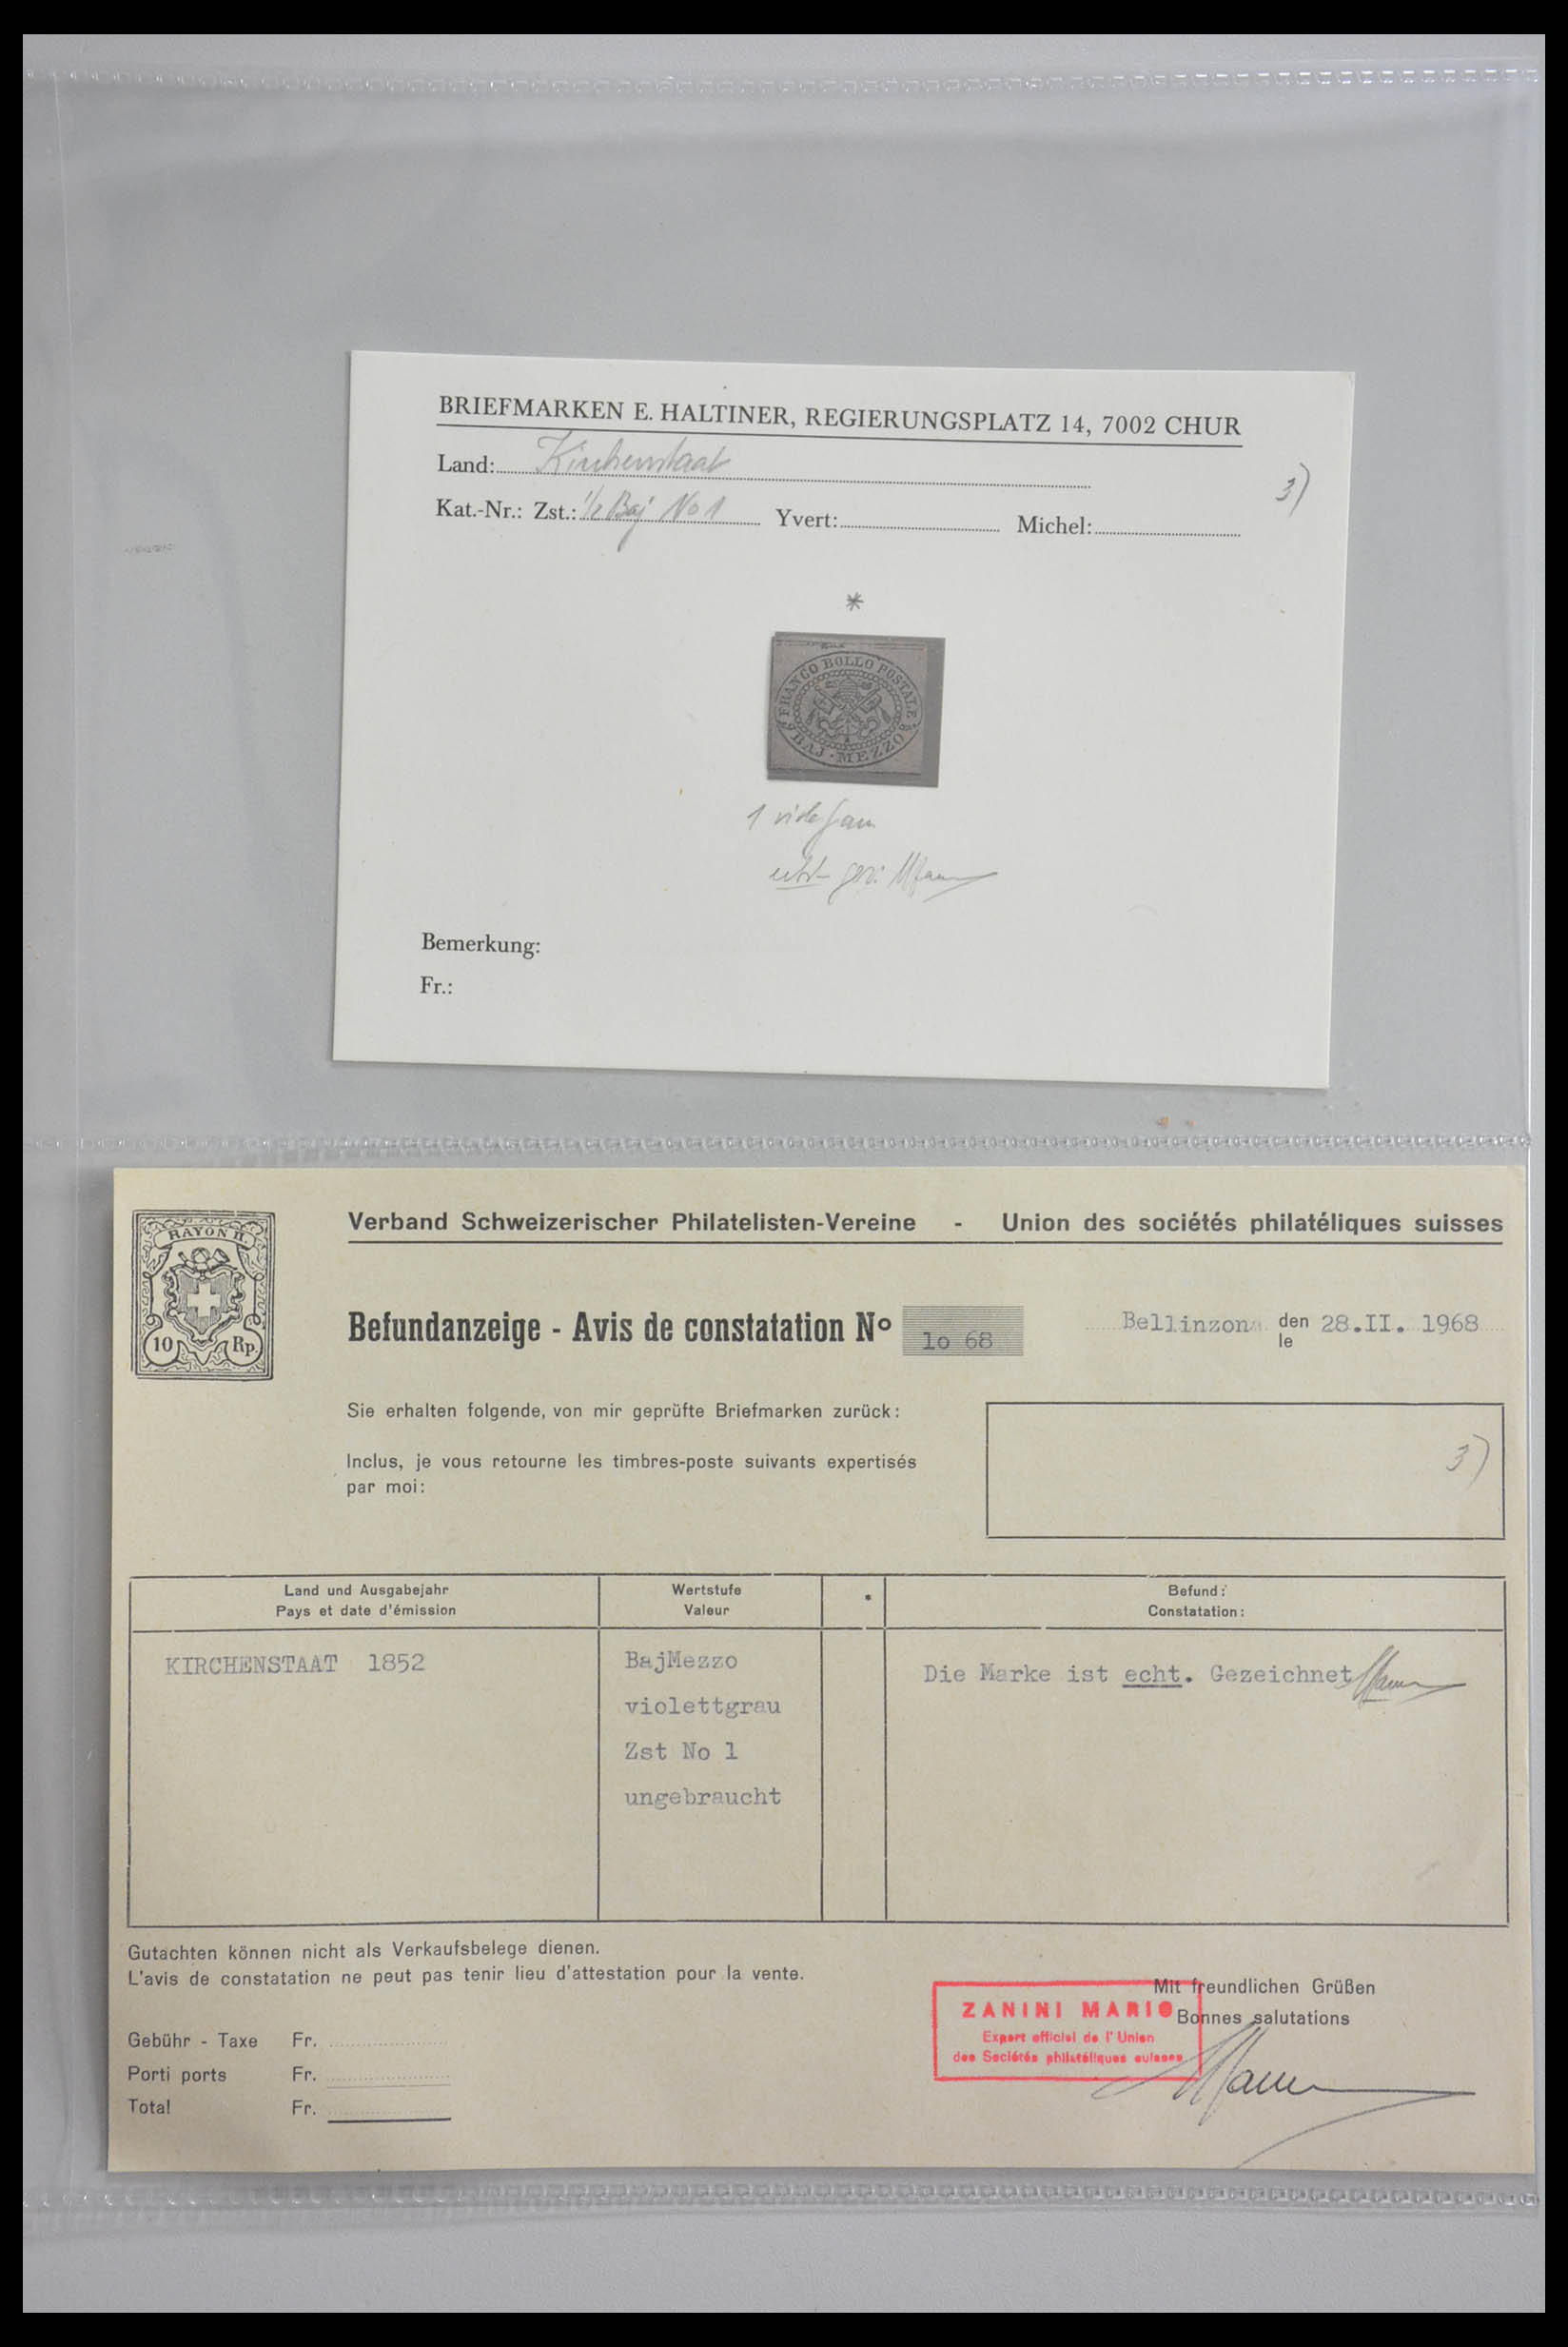 BRIEFMARKEN E. HALTINER, REGIERUNGSPLATZ 14, 7002 CHUR
Land: Kirchenstaat
3)
Kat.-Nr.: Zst.: 1/2 Baj No 1 Yvert: Michel:
*
FRANCO BOLLO POSTALE
BAJ · MEZZO
1
echt
Bemerkung:
Fr.:
RAYON II.
10 Rp.
Verband Schweizerischer Philatelisten-Vereine - Union des sociétés philatéliques suisses
Befundanzeige - Avis de constatation No 1o 68
Bellinzona den 28.II. 1968
le
Sie erhalten folgende, von mir geprüfte Briefmarken zurück:
Inclus, je vous retourne les timbres-poste suivants expertisés
par moi:
3)
Land und Ausgabejahr
Pays et date d'émission
Wertstufe
Valeur
*
Befund:
Constatation:
KIRCHENSTAAT 1852
BajMezzo
violettgrau
Zst No 1
ungebraucht
Die Marke ist echt. Gezeichnet
Gutachten können nicht als Verkaufsbelege dienen.
L'avis de constatation ne peut pas tenir lieu d'attestation pour la vente.
Gebühr - Taxe Fr.
Porti ports Fr.
Total Fr.
Mit freundlichen Grüßen
Bonnes salutations
ZANINI MARIO
Expert officiel de l'Union
des Sociétés philatéliques suisses